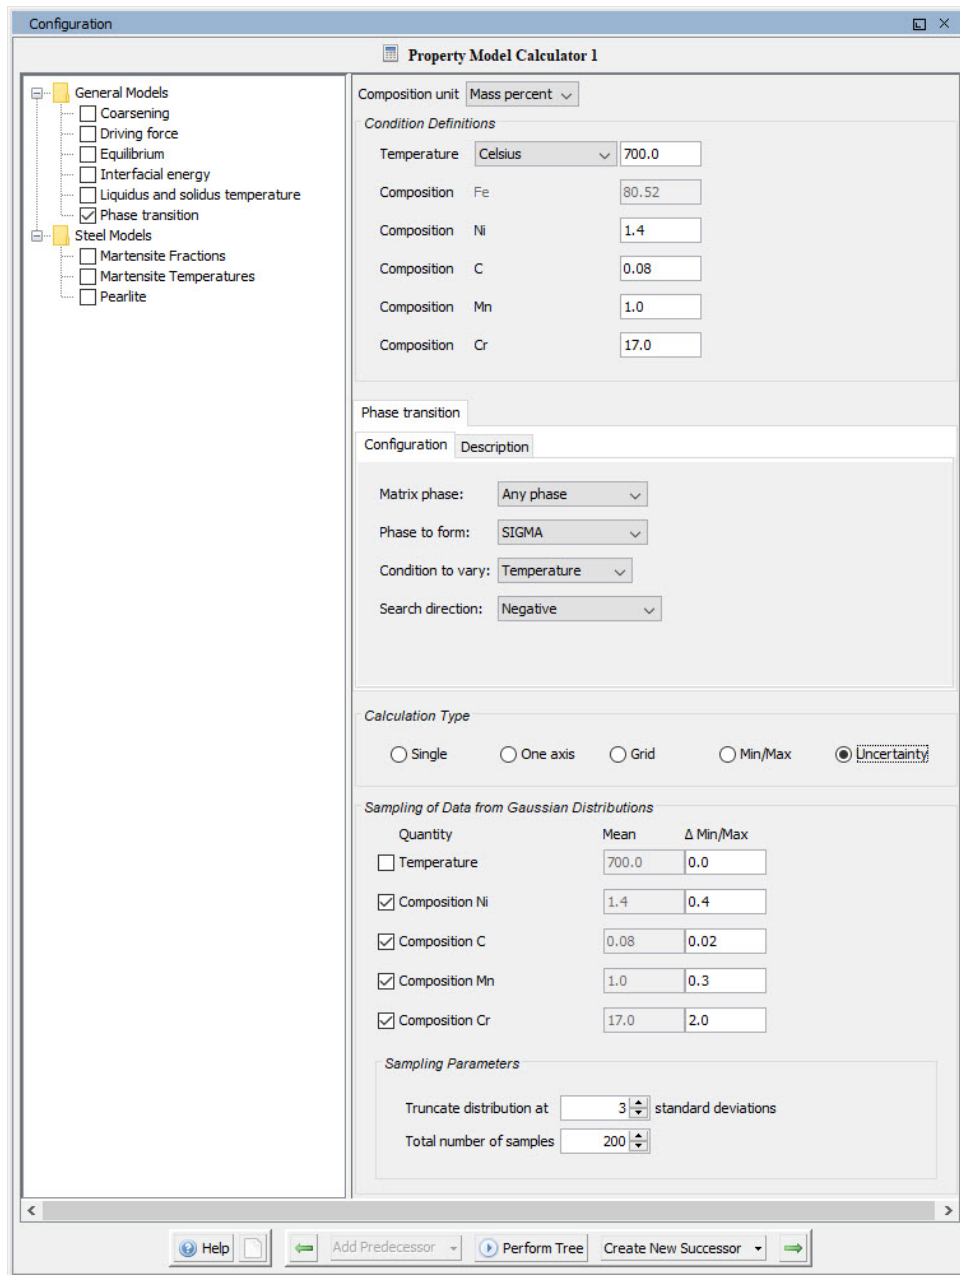 Configuration
Property Model Calculator 1
General Models
Coarsening
Driving force
Equilibrium
Interfacial energy
Liquidus and solidus temperature
Phase transition
Steel Models
Martensite Fractions
Martensite Temperatures
Pearlite
Composition unit Mass percent
Condition Definitions
Temperature Celsius 700.0
Composition Fe 80.52
Composition Ni 1.4
Composition C 0.08
Composition Mn 1.0
Composition Cr 17.0
Phase transition
Configuration Description
Matrix phase: Any phase
Phase to form: SIGMA
Condition to vary: Temperature
Search direction: Negative
Calculation Type
Single One axis Grid Min/Max Uncertainty
Sampling of Data from Gaussian Distributions
Quantity Mean Δ Min/Max
Temperature 700.0 0.0
Composition Ni 1.4 0.4
Composition C 0.08 0.02
Composition Mn 1.0 0.3
Composition Cr 17.0 2.0
Sampling Parameters
Truncate distribution at 3 standard deviations
Total number of samples 200
Help Add Predecessor Perform Tree Create New Successor